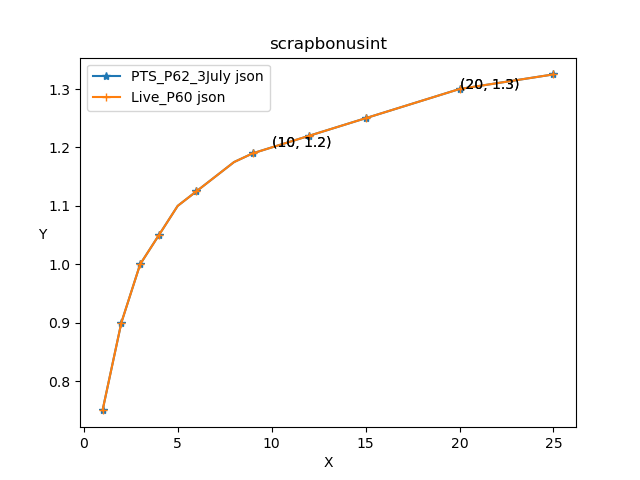 scrapbonusint
PTS_P62_3July json
Live_P60 json
(20, 1.3)
(10, 1.2)
1.3
1.2
1.1
1.0
0.9
0.8
Y
0 5 10 15 20 25
X